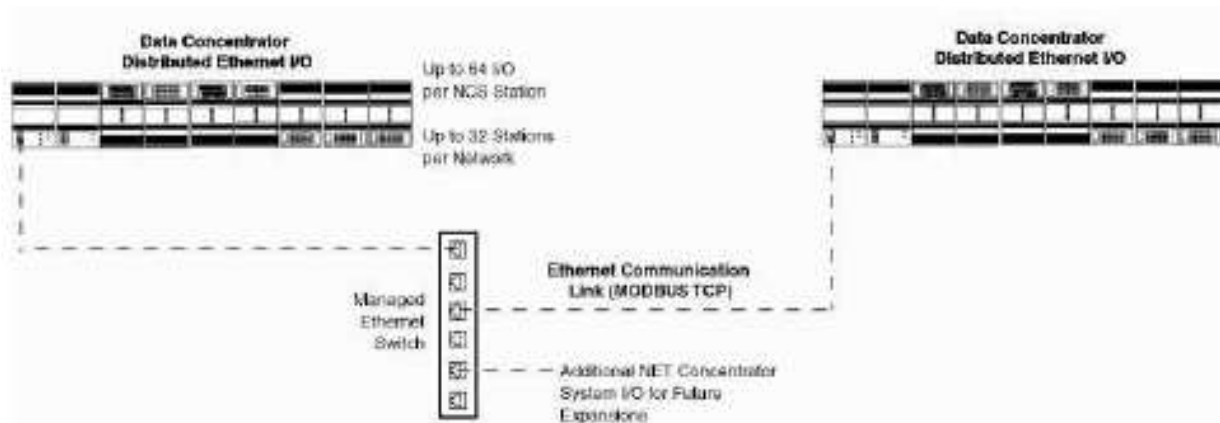 Data Concentrator
Distributed Ethernet I/O
Up to 64 I/O
per NCS Station
Up to 32 Stations
per Network
Data Concentrator
Distributed Ethernet I/O
Managed
Ethernet
Switch
Ethernet Communication
Link (MODBUS TCP)
Additional NET Concentrator
System I/O for Future
Expansions